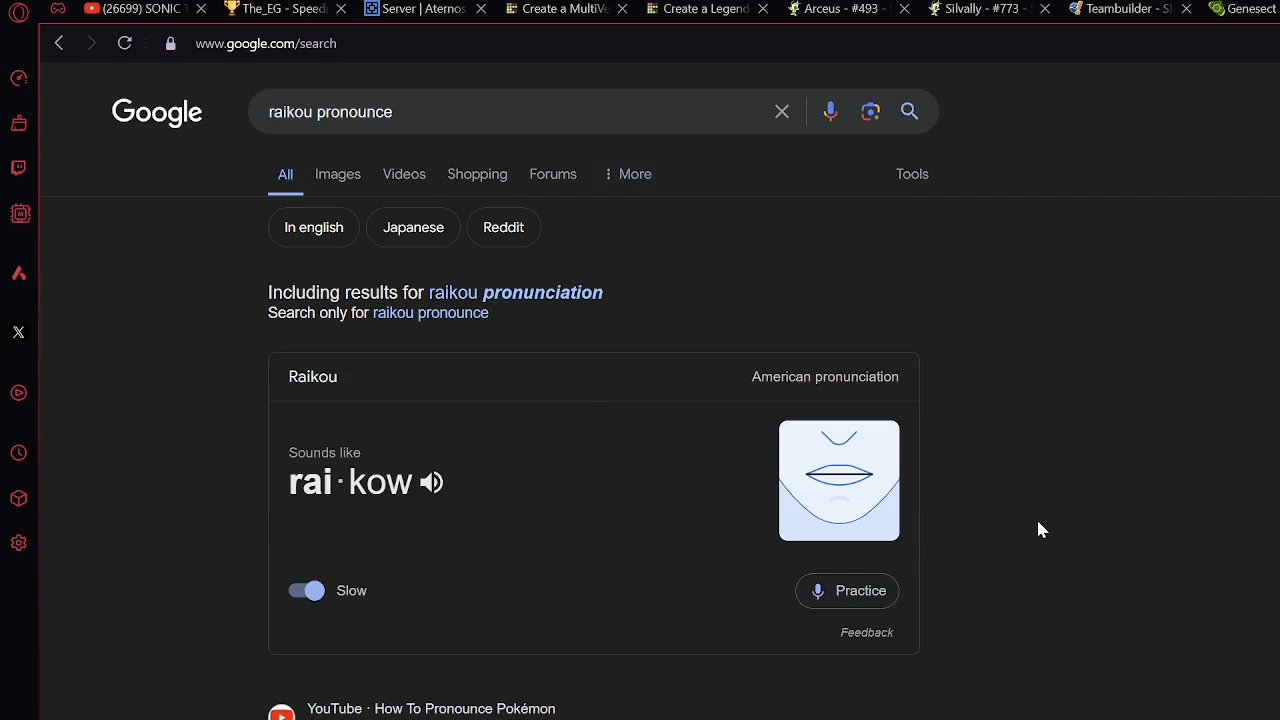 (26699) SONIC
The_EG - Speed
Server | Aternos
Create a MultiVe
Create a Legend
Arceus - #493 -
Silvally - #773 -
Teambuilder - S
Genesect
www.google.com/search
Google
raikou pronounce
All
Images
Videos
Shopping
Forums
More
Tools
In english
Japanese
Reddit
Including results for raikou pronunciation
Search only for raikou pronounce
Raikou
American pronunciation
Sounds like
rai · kow
Slow
Practice
Feedback
YouTube · How To Pronounce Pokémon